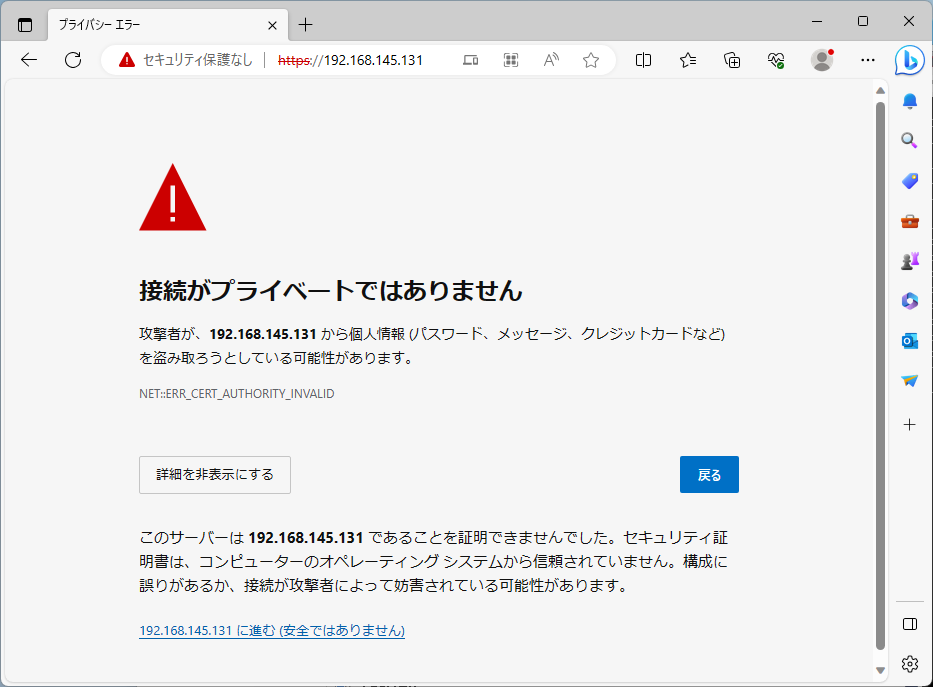 プライバシー エラー
セキュリティ保護なし
https://192.168.145.131
接続がプライベートではありません
攻撃者が、192.168.145.131 から個人情報 (パスワード、メッセージ、クレジットカードなど)
を盗み取ろうとしている可能性があります。
NET::ERR_CERT_AUTHORITY_INVALID
詳細を非表示にする
戻る
このサーバーは 192.168.145.131 であることを証明できませんでした。セキュリティ証
明書は、コンピューターのオペレーティング システムから信頼されていません。構成に
誤りがあるか、接続が攻撃者によって妨害されている可能性があります。
192.168.145.131 に進む (安全ではありません)